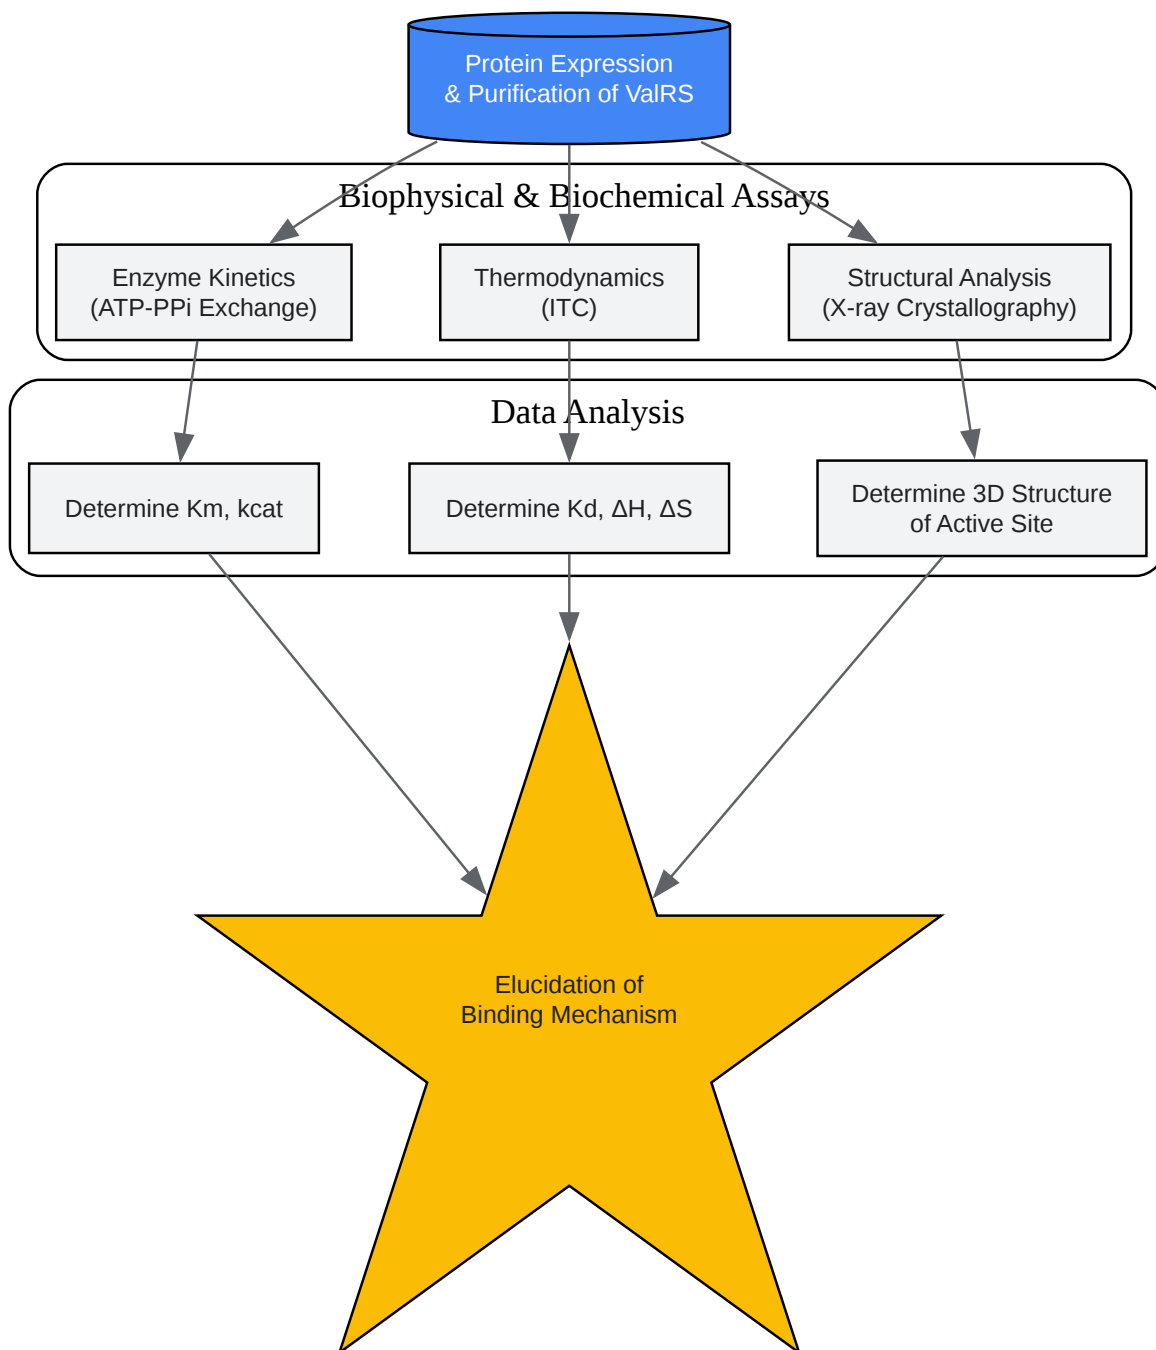 Protein Expression
& Purification of ValRS
Biophysical & Biochemical Assays
Enzyme Kinetics
(ATP-PPi Exchange)
Thermodynamics
(ITC)
Structural Analysis
(X-ray Crystallography)
Data Analysis
Determine Km, kcat
Determine Kd, ΔH, ΔS
Determine 3D Structure
of Active Site
Elucidation of
Binding Mechanism